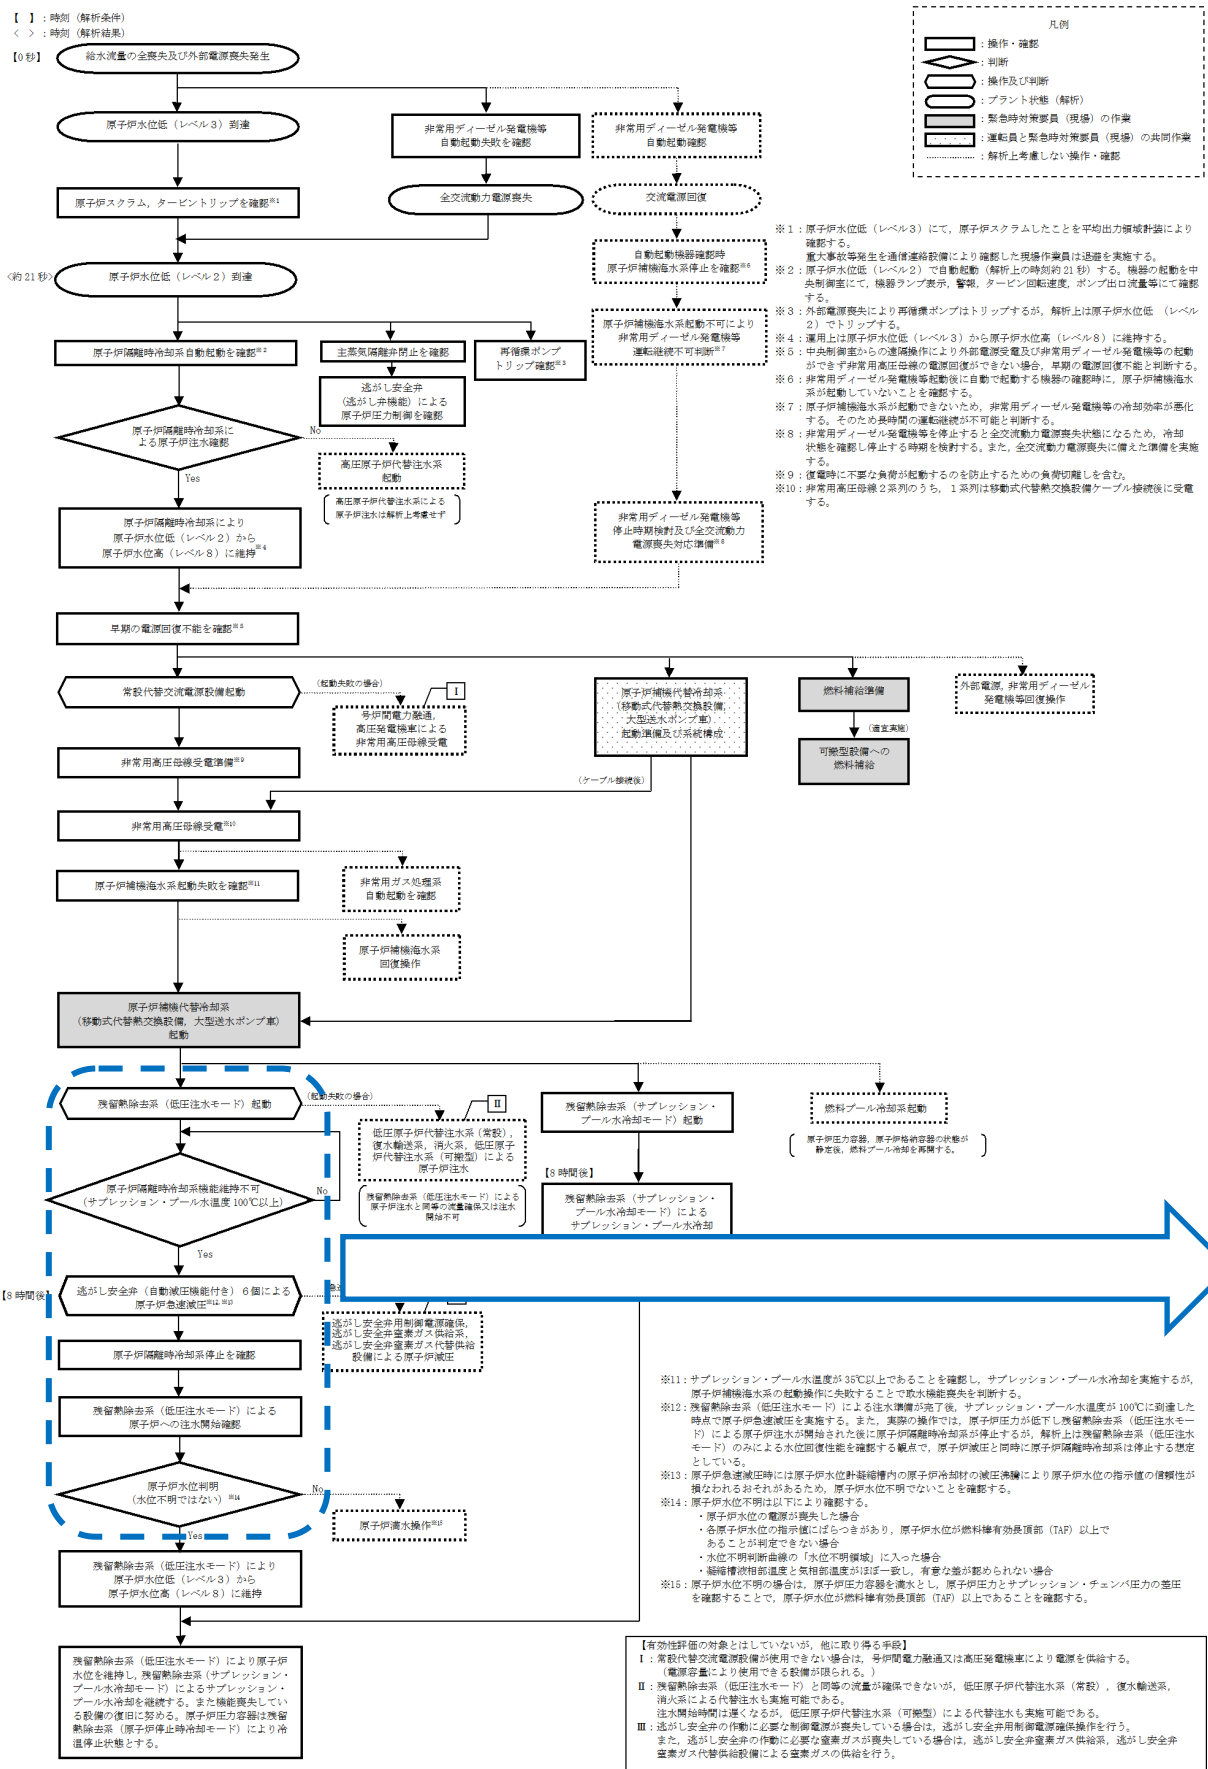 【　】：時刻（解析条件）
＜　＞：時刻（解析結果）
【0秒】
給水流量の全喪失及び外部電源喪失発生
凡例
：操作・確認
：判断
：操作及び判断
：プラント状態（解析）
：緊急時対策要員（現場）の作業
：運転員と緊急時対策要員（現場）の共同作業
：解析上考慮しない操作・確認
原子炉水位低（レベル３）到達
非常用ディーゼル発電機等
自動起動失敗を確認
非常用ディーゼル発電機等
自動起動確認
原子炉スクラム，タービントリップを確認※1
全交流動力電源喪失
交流電源回復
<約21秒>
原子炉水位低（レベル２）到達
自動起動機器確認時
原子炉補機海水系停止を確認※6
原子炉補機海水系起動不可により
非常用ディーゼル発電機等
運転継続不可判断※7
原子炉隔離時冷却系自動起動を確認※2
主蒸気隔離弁閉止を確認
再循環ポンプ
トリップ確認※3
逃がし安全弁
（逃がし弁機能）による
原子炉圧力制御を確認
原子炉隔離時冷却系に
よる原子炉注水確認
No
Yes
高圧原子炉代替注水系
起動
高圧原子炉代替注水系による
原子炉注水は解析上考慮せず
原子炉隔離時冷却系により
原子炉水位低（レベル２）から
原子炉水位高（レベル８）に維持※4
非常用ディーゼル発電機等
停止時期検討及び全交流動力
電源喪失対応準備※8
※１：原子炉水位低（レベル３）にて，原子炉スクラムしたことを平均出力領域計装により
確認する。
重大事故等発生を通信連絡設備により確認した現場作業員は退避を実施する。
※２：原子炉水位低（レベル２）で自動起動（解析上の時刻約21秒）する。機器の起動を中
央制御室にて，機器ランプ表示，警報，タービン回転速度，ポンプ出口流量等にて確認
する。
※３：外部電源喪失により再循環ポンプはトリップするが，解析上は原子炉水位低　（レベル
２）でトリップする。
※４：運用上は原子炉水位低（レベル３）から原子炉水位高（レベル８）に維持する。
※５：中央制御室からの遠隔操作により外部電源受電及び非常用ディーゼル発電機等の起動
ができず非常用高圧母線の電源回復ができない場合，早期の電源回復不能と判断する。
※６：非常用ディーゼル発電機等起動後に自動で起動する機器の確認時に，原子炉補機海水
系が起動していないことを確認する。
※７：原子炉補機海水系が起動できないため，非常用ディーゼル発電機等の冷却効率が悪化
する。そのため長時間の運転継続が不可能と判断する。
※８：非常用ディーゼル発電機等を停止すると全交流動力電源喪失状態になるため，冷却
状態を確認し停止する時期を検討する。また，全交流動力電源喪失に備えた準備を実施
する。
※９：復電時に不要な負荷が起動するのを防止するための負荷切離しを含む。
※10：非常用高圧母線２系列のうち，１系列は移動式代替熱交換設備ケーブル接続後に受電
する。
早期の電源回復不能を確認※5
常設代替交流電源設備起動
（起動失敗の場合）
Ⅰ
号炉間電力融通，
高圧発電機車による
非常用高圧母線受電
原子炉補機代替冷却系
（移動式代替熱交換設備，
大型送水ポンプ車）
起動準備及び系統構成
燃料補給準備
（適宜実施）
可搬型設備への
燃料補給
外部電源，非常用ディーゼル
発電機等回復操作
非常用高圧母線受電準備※9
（ケーブル接続後）
非常用高圧母線受電※10
原子炉補機海水系起動失敗を確認※11
非常用ガス処理系
自動起動を確認
原子炉補機海水系
回復操作
原子炉補機代替冷却系
（移動式代替熱交換設備，大型送水ポンプ車）
起動
残留熱除去系（低圧注水モード）起動
（起動失敗の場合）
Ⅱ
低圧原子炉代替注水系（常設），
復水輸送系，消火系，低圧原子
炉代替注水系（可搬型）による
原子炉注水
残留熱除去系（低圧注水モード）による
原子炉注水と同等の流量確保又は注水
開始不可
残留熱除去系（サプレッション・
プール水冷却モード）起動
【8時間後】
残留熱除去系（サプレッション・
プール水冷却モード）による
サプレッション・プール水冷却
燃料プール冷却系起動
原子炉圧力容器，原子炉格納容器の状態が
静定後，燃料プール冷却を再開する。
原子炉隔離時冷却系機能維持不可
（サプレッション・プール水温度100℃以上）
No
Yes
【8時間後】
逃がし安全弁（自動減圧機能付き）６個による
原子炉急速減圧※12，※13
逃がし安全弁用制御電源確保，
逃がし安全弁窒素ガス供給系，
逃がし安全弁窒素ガス代替供給
設備による原子炉減圧
原子炉隔離時冷却系停止を確認
残留熱除去系（低圧注水モード）による
原子炉への注水開始確認
原子炉水位判明
（水位不明ではない）※14
No
Yes
原子炉満水操作※15
残留熱除去系（低圧注水モード）により
原子炉水位低（レベル３）から
原子炉水位高（レベル８）に維持
※11：サプレッション・プール水温度が35℃以上であることを確認し，サプレッション・プール水冷却を実施するが，
原子炉補機海水系の起動操作に失敗することで取水機能喪失を判断する。
※12：残留熱除去系（低圧注水モード）による注水準備が完了後，サプレッション・プール水温度が100℃に到達した
時点で原子炉急速減圧を実施する。また，実際の操作では，原子炉圧力が低下し残留熱除去系（低圧注水モー
ド）による原子炉注水が開始された後に原子炉隔離時冷却系が停止するが，解析上は残留熱除去系（低圧注水
モード）のみによる水位回復性能を確認する観点で，原子炉減圧と同時に原子炉隔離時冷却系は停止する想定
としている。
※13：原子炉急速減圧時には原子炉水位計凝縮槽内の原子炉冷却材の減圧沸騰により原子炉水位の指示値の信頼性が
損なわれるおそれがあるため，原子炉水位不明でないことを確認する。
※14：原子炉水位不明は以下により確認する。
・原子炉水位の電源が喪失した場合
・各原子炉水位の指示値にばらつきがあり，原子炉水位が燃料棒有効長頂部（TAF）以上で
あることが判定できない場合
・水位不明判断曲線の「水位不明領域」に入った場合
・凝縮槽液相部温度と気相部温度がほぼ一致し，有意な差が認められない場合
※15：原子炉水位不明の場合は，原子炉圧力容器を満水とし，原子炉圧力とサプレッション・チェンバ圧力の差圧
を確認することで，原子炉水位が燃料棒有効長頂部（TAF）以上であることを確認する。
残留熱除去系（低圧注水モード）により原子炉
水位を維持し，残留熱除去系（サプレッション・
プール水冷却モード）によるサプレッション・
プール水冷却を継続する。また機能喪失してい
る設備の復旧に努める。原子炉圧力容器は残留
熱除去系（原子炉停止時冷却モード）により冷
温停止状態とする。
【有効性評価の対象とはしていないが，他に取り得る手段】
Ⅰ：常設代替交流電源設備が使用できない場合は，号炉間電力融通又は高圧発電機車により電源を供給する。
（電源容量により使用できる設備が限られる。）
Ⅱ：残留熱除去系（低圧注水モード）と同等の流量が確保できないが，低圧原子炉代替注水系（常設），復水輸送系，
消火系による代替注水も実施可能である。
注水開始時間は遅くなるが，低圧原子炉代替注水系（可搬型）による代替注水も実施可能である。
Ⅲ：逃がし安全弁の作動に必要な制御電源が喪失している場合は，逃がし安全弁用制御電源確保操作を行う。
また，逃がし安全弁の作動に必要な窒素ガスが喪失している場合は，逃がし安全弁窒素ガス供給系，逃がし安全弁
窒素ガス代替供給設備による窒素ガスの供給を行う。